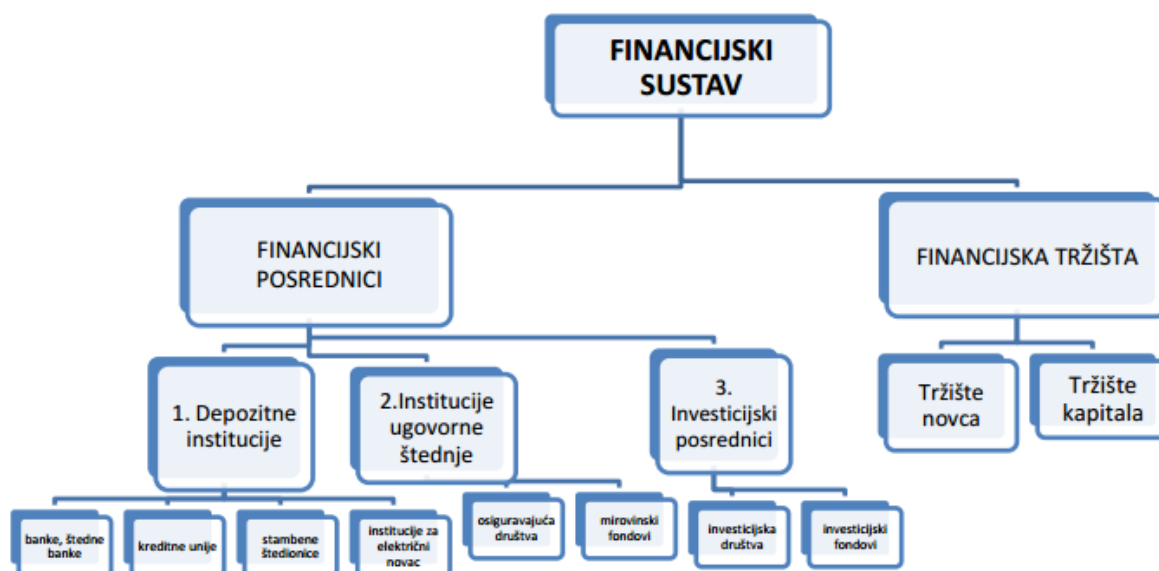 FINANCIJSKI
SUSTAV
FINANCIJSKI
POSREDNICI
FINANCIJSKA TRŽIŠTA
1. Depozitne
institucije
2.Institucije
ugovorne
štednje
3.
Investicijski
posrednici
Tržište
novca
Tržište
kapitala
banke, štedne
banke
kreditne unije
stambene
štedionice
institucije za
električni
novac
osiguravajuća
društva
mirovinski
fondovi
investicijska
društva
investicijski
fondovi